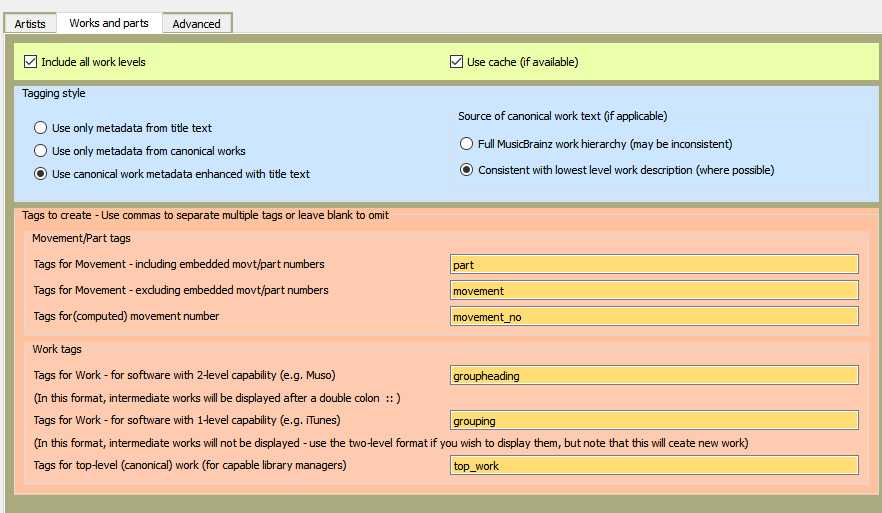 Artists Works and parts Advanced
Include all work levels Use cache (if available)
Tagging style
Source of canonical work text (if applicable)
Use only metadata from title text
Full MusicBrainz work hierarchy (may be inconsistent)
Use only metadata from canonical works
Use canonical work metadata enhanced with title text
Consistent with lowest level work description (where possible)
Tags to create - Use commas to separate multiple tags or leave blank to omit
Movement/Part tags
Tags for Movement - including embedded movt/part numbers part
Tags for Movement - excluding embedded movt/part numbers movement
Tags for(computed) movement number movement_no
Work tags
Tags for Work - for software with 2-level capability (e.g. Muso) groupheading
(In this format, intermediate works will be displayed after a double colon :: )
Tags for Work - for software with 1-level capability (e.g. iTunes) grouping
(In this format, intermediate works will not be displayed - use the two-level format if you wish to display them, but note that this will ceate new work)
Tags for top-level (canonical) work (for capable library managers) top_work